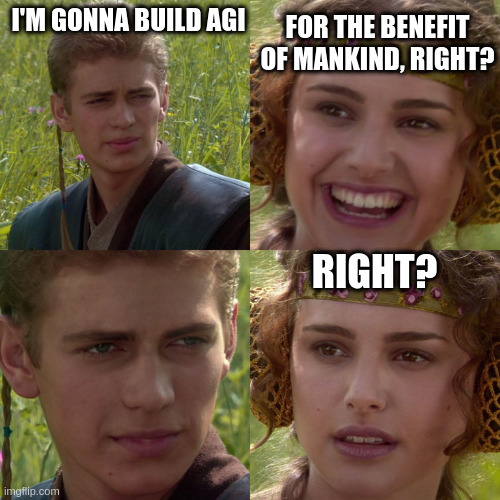 I'M GONNA BUILD AGI
FOR THE BENEFIT
OF MANKIND, RIGHT?
RIGHT?
imgflip.com